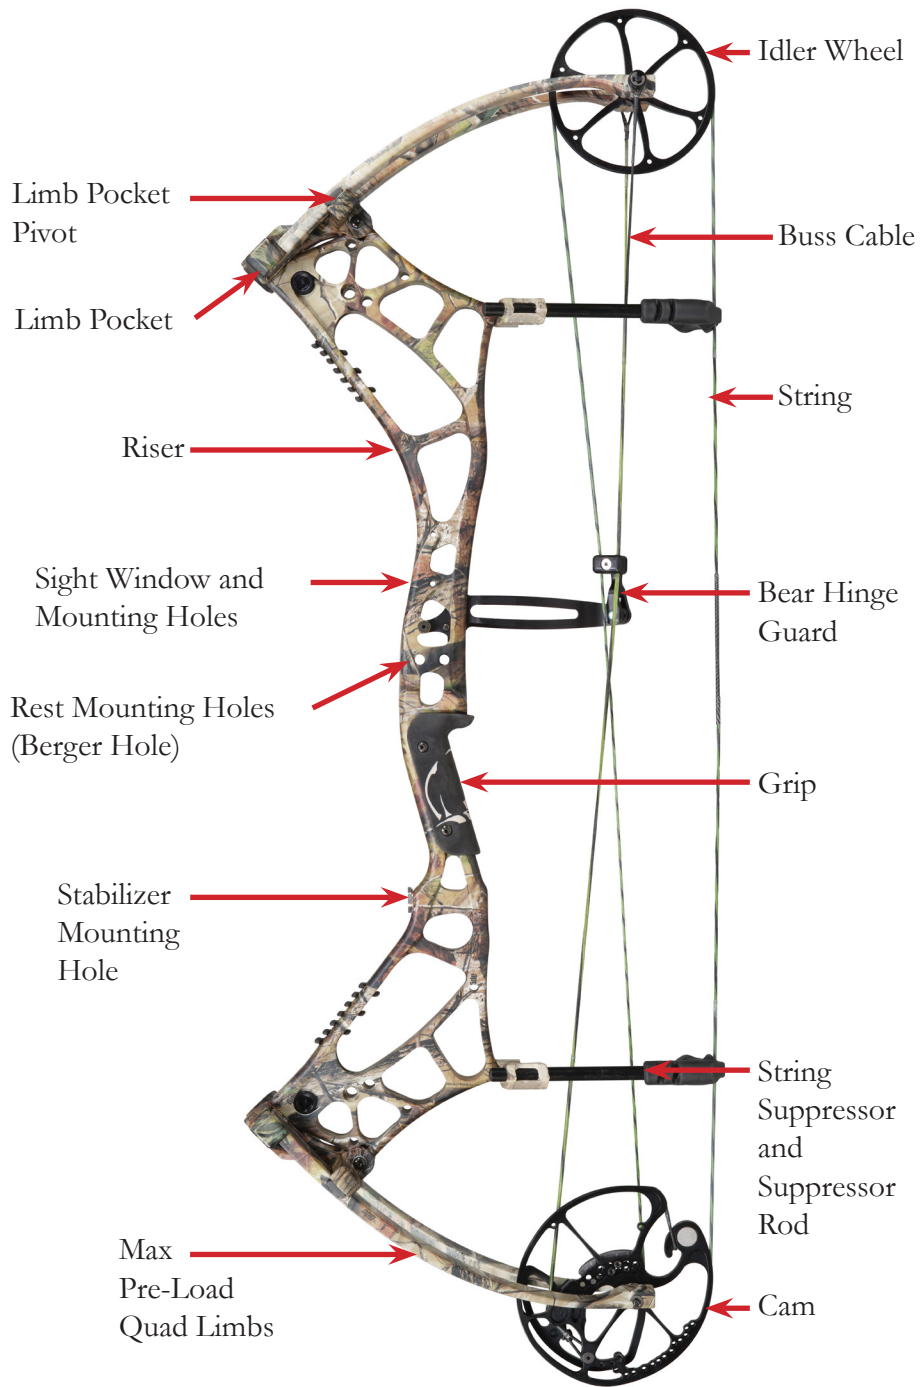 Idler Wheel
Limb Pocket
Pivot
Buss Cable
Limb Pocket
String
Riser
Sight Window and
Mounting Holes
Bear Hinge
Guard
Rest Mounting Holes
(Berger Hole)
Grip
Stabilizer
Mounting
Hole
String
Suppressor
and
Suppressor
Rod
Max
Pre-Load
Quad Limbs
Cam